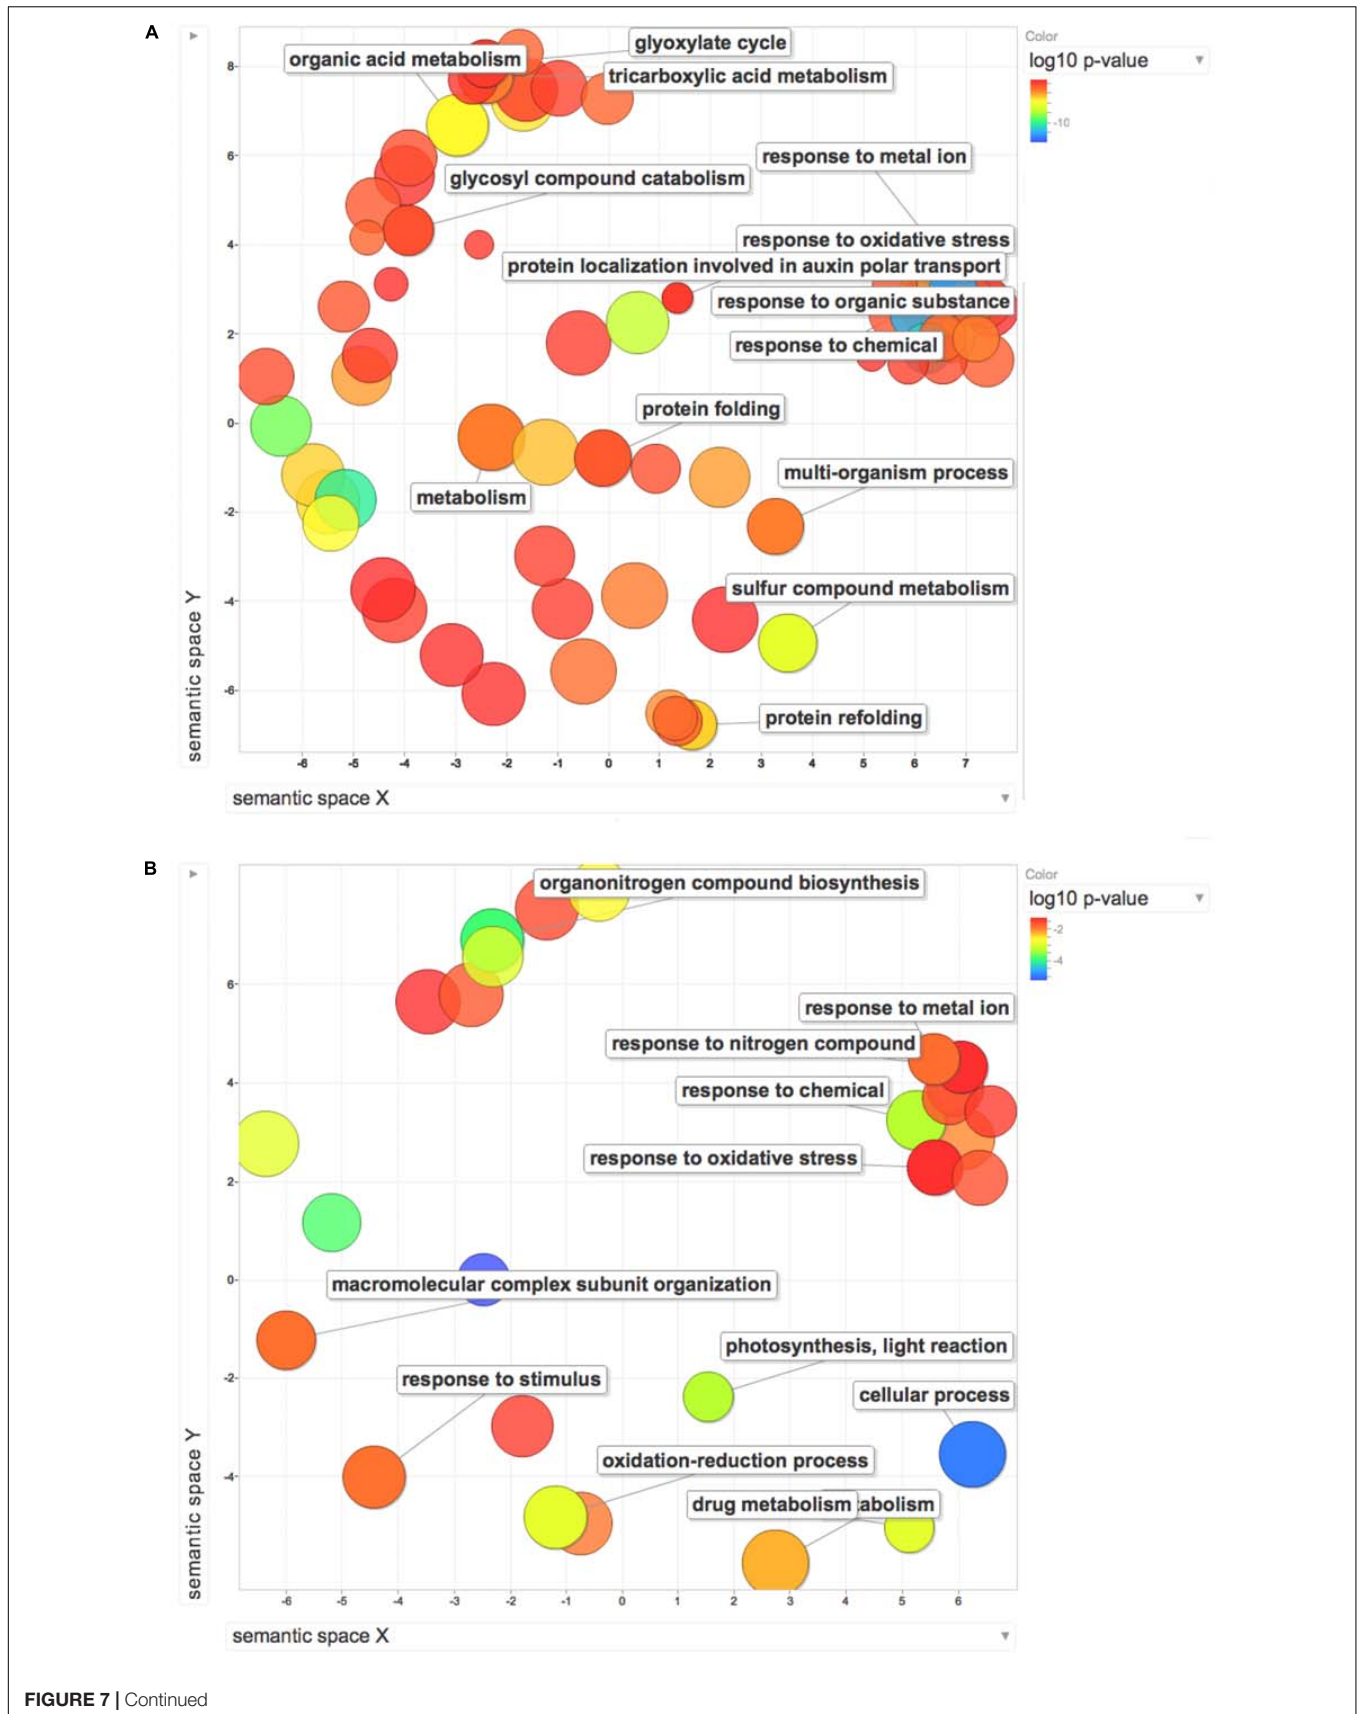 A
Color
log10 p-value
-10
organic acid metabolism
glyoxylate cycle
tricarboxylic acid metabolism
response to metal ion
glycosyl compound catabolism
response to oxidative stress
protein localization involved in auxin polar transport
response to organic substance
response to chemical
protein folding
multi-organism process
metabolism
sulfur compound metabolism
protein refolding
8
6
4
2
0
-2
-4
-6
semantic space Y
-6 -5 -4 -3 -2 -1 0 1 2 3 4 5 6 7
semantic space X
B
Color
log10 p-value
-2
-4
organonitrogen compound biosynthesis
response to metal ion
response to nitrogen compound
response to chemical
response to oxidative stress
macromolecular complex subunit organization
photosynthesis, light reaction
response to stimulus
cellular process
oxidation-reduction process
drug metabolism
abolism
6
4
2
0
-2
-4
semantic space Y
-6 -5 -4 -3 -2 -1 0 1 2 3 4 5 6
semantic space X
FIGURE 7 | Continued